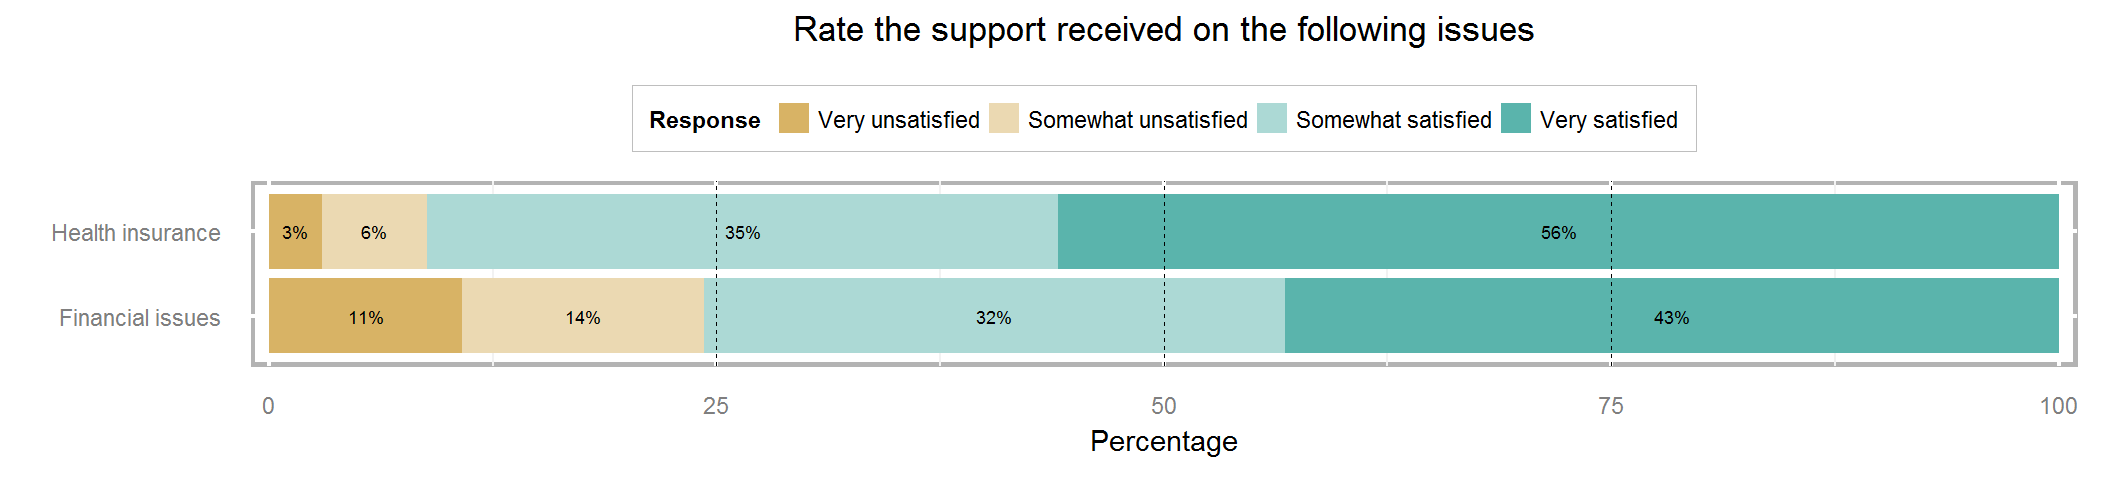 Rate the support received on the following issues
Response Very unsatisfied Somewhat unsatisfied Somewhat satisfied Very satisfied
Health insurance 3% 6% 35% 56%
Financial issues 11% 14% 32% 43%
0 25 50 75 100
Percentage